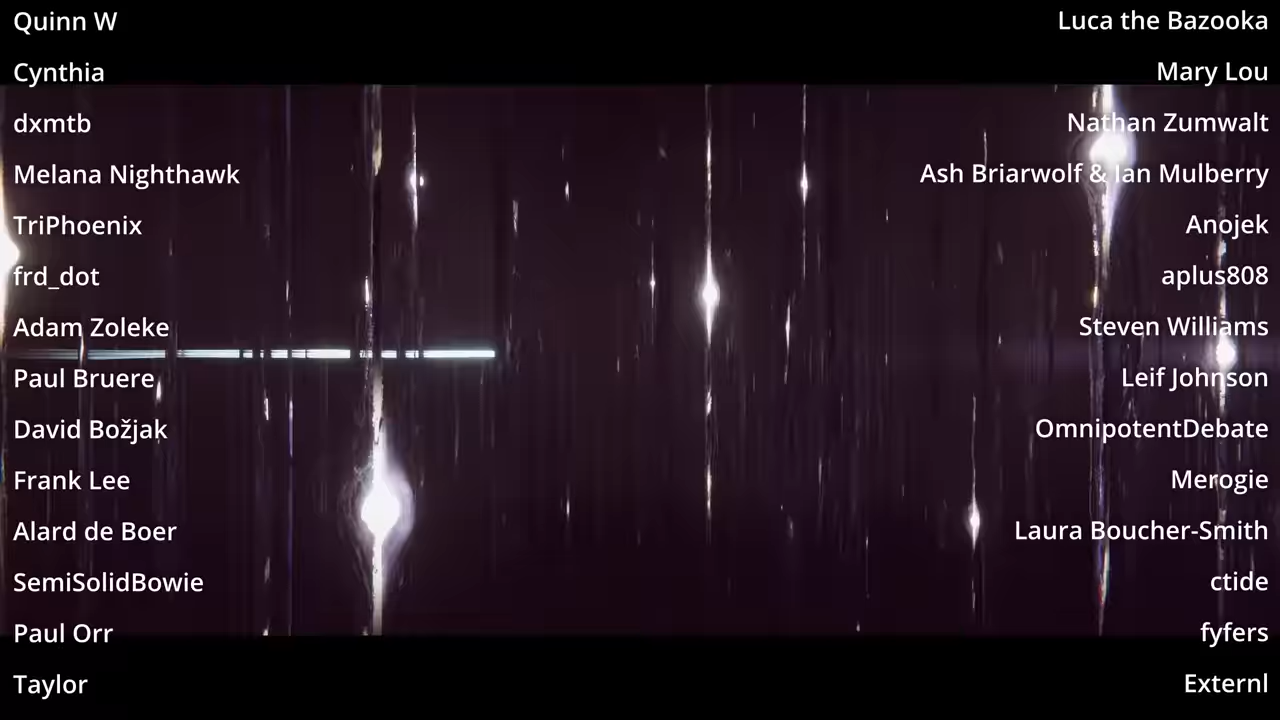 Quinn W
Cynthia
dxmtb
Melana Nighthawk
TriPhoenix
frd_dot
Adam Zoleke
Paul Bruere
David Božjak
Frank Lee
Alard de Boer
SemiSolidBowie
Paul Orr
Taylor
Luca the Bazooka
Mary Lou
Nathan Zumwalt
Ash Briarwolf & Ian Mulberry
Anojek
aplus808
Steven Williams
Leif Johnson
OmnipotentDebate
Merogie
Laura Boucher-Smith
ctide
fyfers
Externl